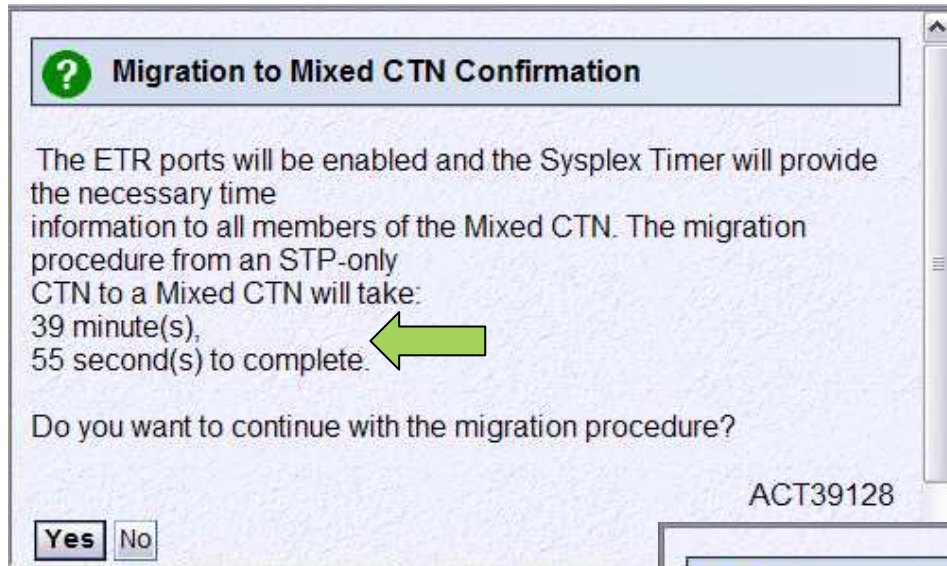 Migration to Mixed CTN Confirmation
The ETR ports will be enabled and the Sysplex Timer will provide
the necessary time
information to all members of the Mixed CTN. The migration
procedure from an STP-only
CTN to a Mixed CTN will take:
39 minute(s),
55 second(s) to complete.
Do you want to continue with the migration procedure?
ACT39128
Yes No